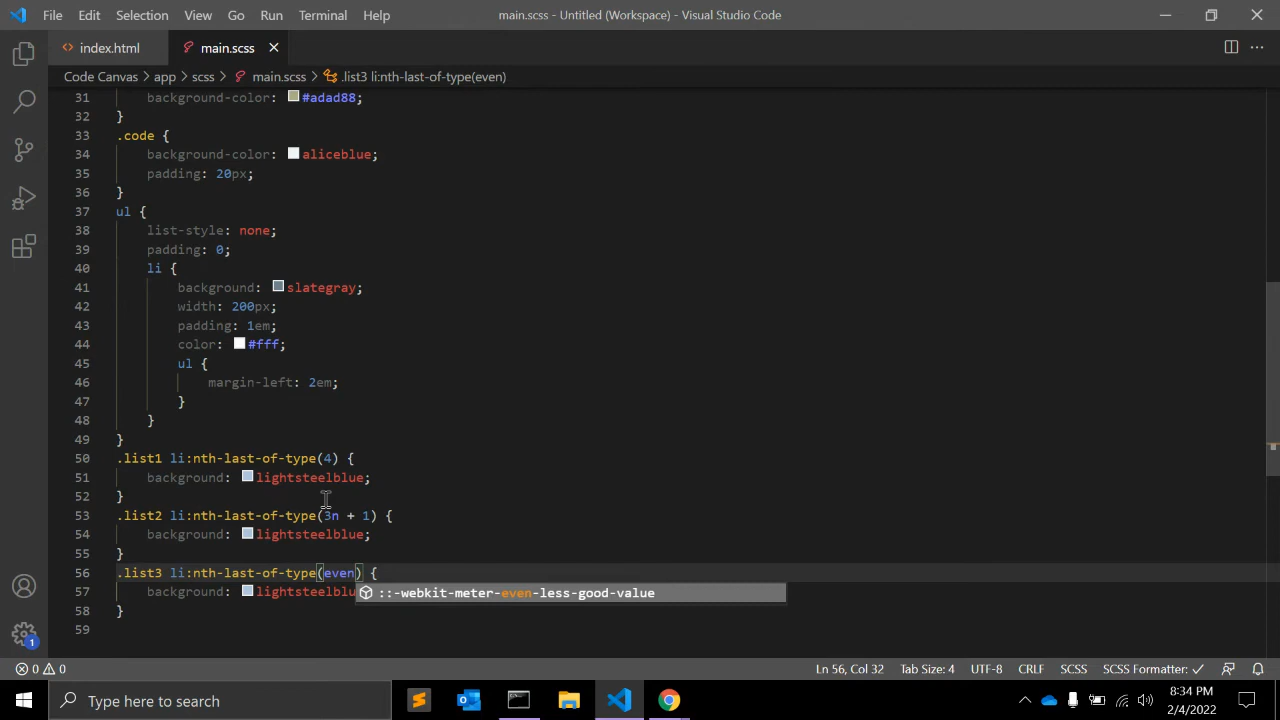 File Edit Selection View Go Run Terminal Help main.scss - Untitled (Workspace) - Visual Studio Code
index.html main.scss
Code Canvas > app > scss > main.scss > .list3 li:nth-last-of-type(even)
31 background-color: #adad88;
32 }
33 .code {
34 background-color: aliceblue;
35 padding: 20px;
36 }
37 ul {
38 list-style: none;
39 padding: 0;
40 li {
41 background: slategray;
42 width: 200px;
43 padding: 1em;
44 color: #fff;
45 ul {
46 margin-left: 2em;
47 }
48 }
49 }
50 .list1 li:nth-last-of-type(4) {
51 background: lightsteelblue;
52 }
53 .list2 li:nth-last-of-type(3n + 1) {
54 background: lightsteelblue;
55 }
56 .list3 li:nth-last-of-type(even) {
57 background: lightsteelblu
::-webkit-meter-even-less-good-value
58 }
59
1
0 0 Ln 56, Col 32 Tab Size: 4 UTF-8 CRLF SCSS SCSS Formatter: ✓
Type here to search
8:34 PM
2/4/2022